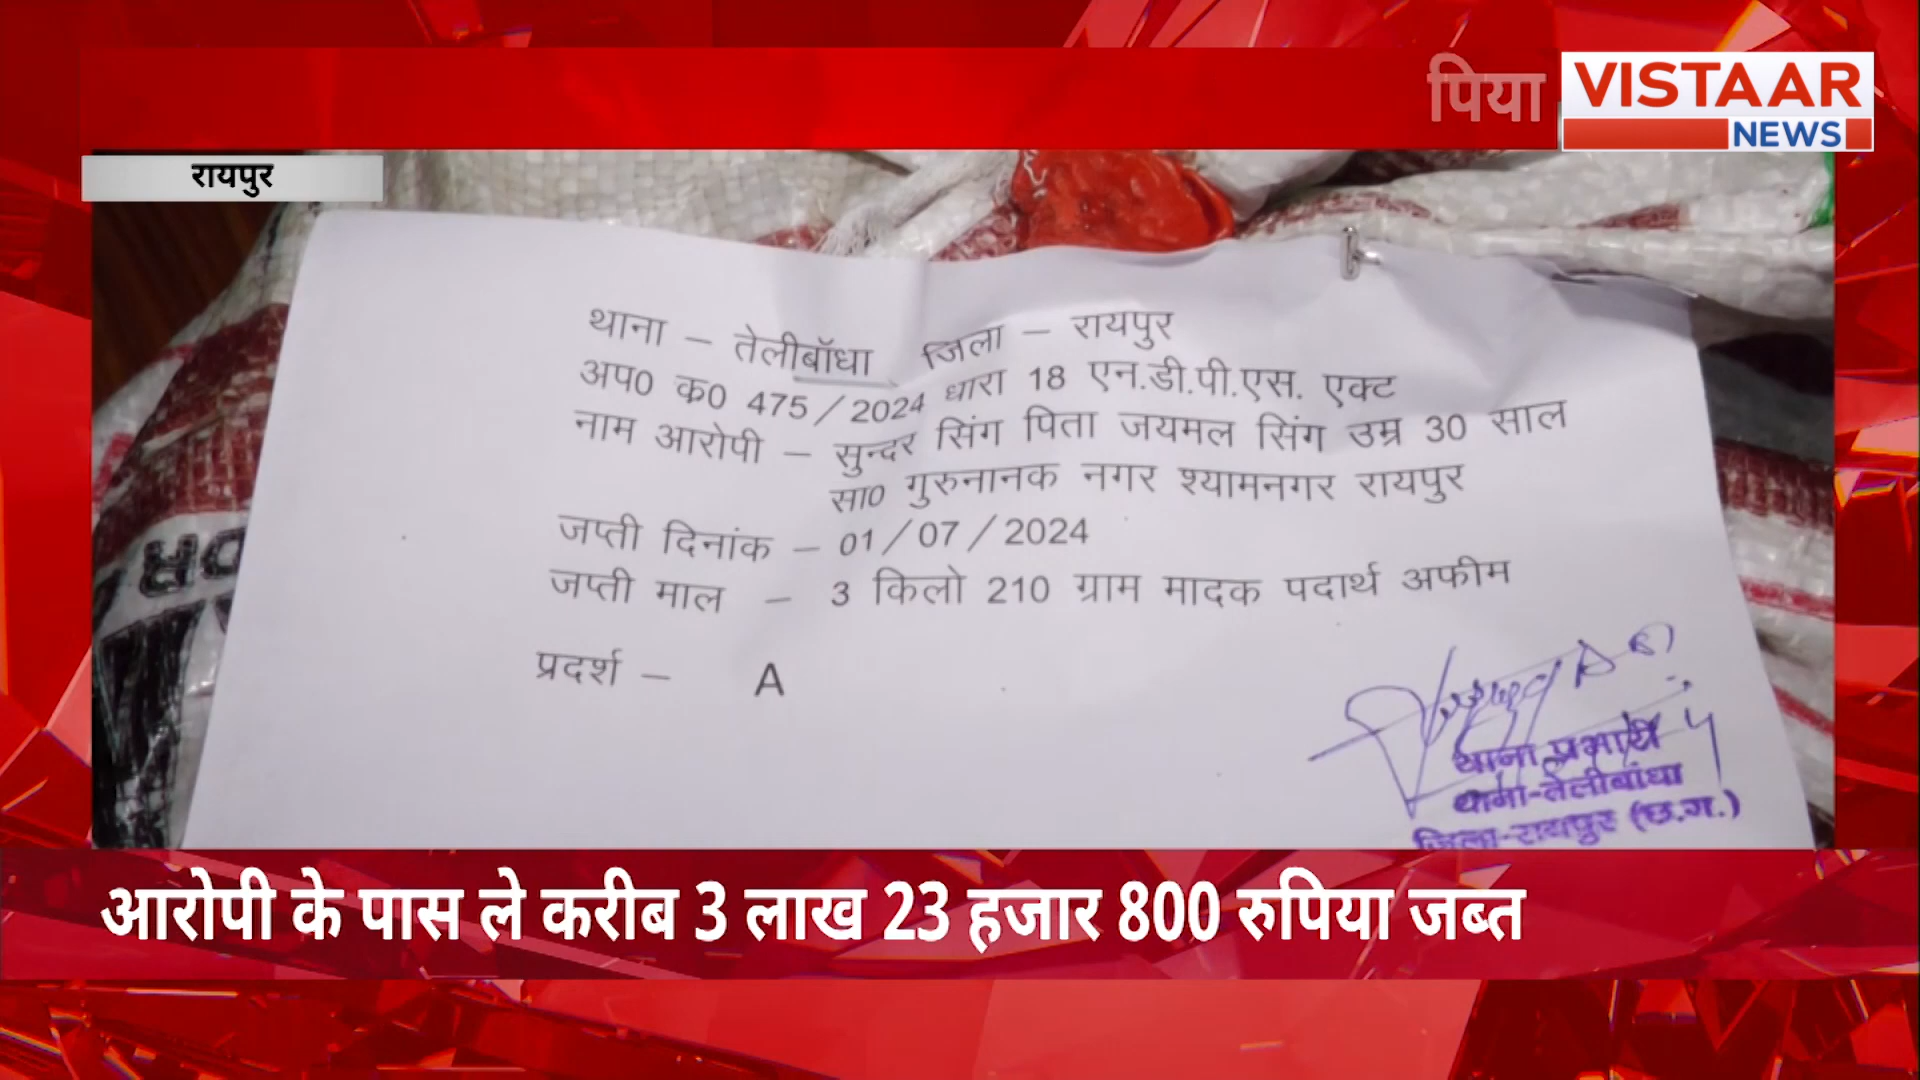 पिया
VISTAAR
NEWS
रायपुर
थाना – तेलीबॉधा जिला – रायपुर
अप0 क0 475/2024 धारा 18 एन.डी.पी.एस. एक्ट
नाम आरोपी – सुन्दर सिंग पिता जयमल सिंग उम्र 30 साल
सा0 गुरुनानक नगर श्यामनगर रायपुर
जप्ती दिनांक – 01/07/2024
जप्ती माल – 3 किलो 210 ग्राम मादक पदार्थ अफीम
प्रदर्श – A
थाना प्रभारी
थाना-तेलीबांधा
जिला-रायपुर (छ.ग.)
आरोपी के पास ले करीब 3 लाख 23 हजार 800 रुपिया जब्त